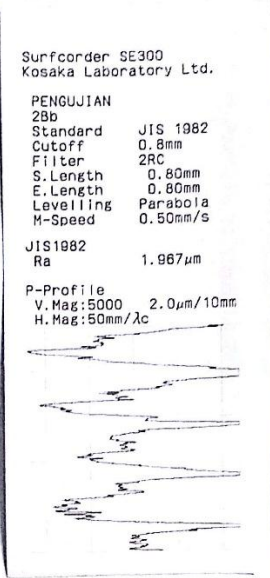 Surfcorder SE300
Kosaka Laboratory Ltd.
PENGUJIAN
2Bb
Standard JIS 1982
Cutoff 0.8mm
Filter 2RC
S.Length 0.80mm
E.Length 0.80mm
Levelling Parabola
M-Speed 0.50mm/s
JIS1982
Ra 1.967μm
P-Profile
V.Mag:5000 2.0μm/10mm
H.Mag:50mm/λc